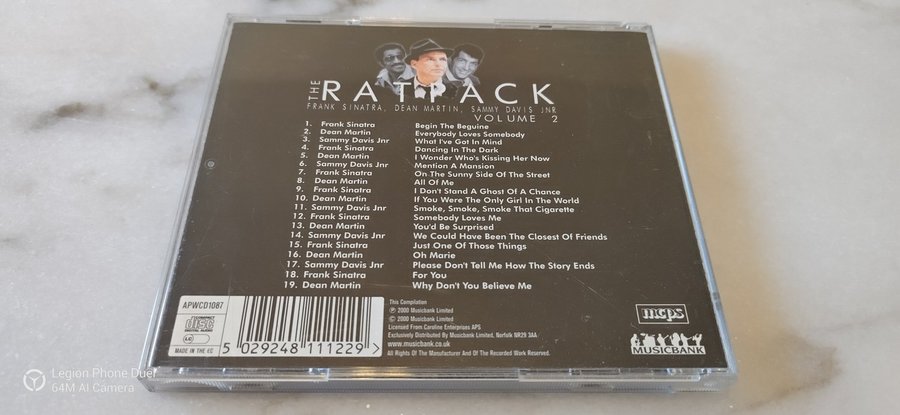 THE RAT PACK
FRANK SINATRA, DEAN MARTIN, SAMMY DAVIS JNR
VOLUME 2
1. Frank Sinatra Begin The Beguine
2. Dean Martin Everybody Loves Somebody
3. Sammy Davis Jnr What I've Got In Mind
4. Frank Sinatra Dancing In The Dark
5. Dean Martin I Wonder Who's Kissing Her Now
6. Sammy Davis Jnr Mention A Mansion
7. Frank Sinatra On The Sunny Side Of The Street
8. Dean Martin All Of Me
9. Frank Sinatra I Don't Stand A Ghost Of A Chance
10. Dean Martin If You Were The Only Girl In The World
11. Sammy Davis Jnr Smoke, Smoke, Smoke That Cigarette
12. Frank Sinatra Somebody Loves Me
13. Dean Martin You'd Be Surprised
14. Sammy Davis Jnr We Could Have Been The Closest Of Friends
15. Frank Sinatra Just One Of Those Things
16. Dean Martin Oh Marie
17. Sammy Davis Jnr Please Don't Tell Me How The Story Ends
18. Frank Sinatra For You
19. Dean Martin Why Don't You Believe Me
APWCD1087
COMPACT
disc
DIGITAL AUDIO
LC
MADE IN THE EC
5 029248 111229 >
This Compilation
℗ 2000 Musicbank Limited
© 2000 Musicbank Limited
Licensed From Caroline Enterprises APS
Exclusively Distributed By Musicbank Limited, Norfolk NR29 3AA
www.musicbank.co.uk
All Rights Of The Manufacturer And Of The Recorded Work Reserved.
mcps
MUSICBANK
Legion Phone Duel
64M AI Camera